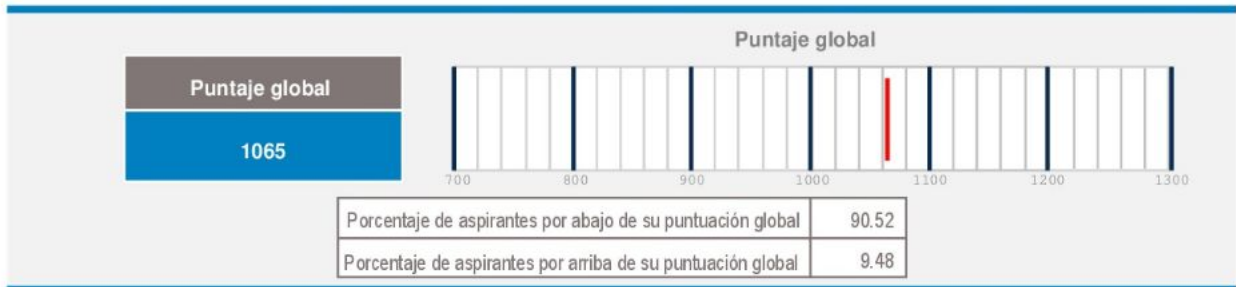 Puntaje global
Puntaje global
1065
700 800 900 1000 1100 1200 1300
Porcentaje de aspirantes por abajo de su puntuación global 90.52
Porcentaje de aspirantes por arriba de su puntuación global 9.48